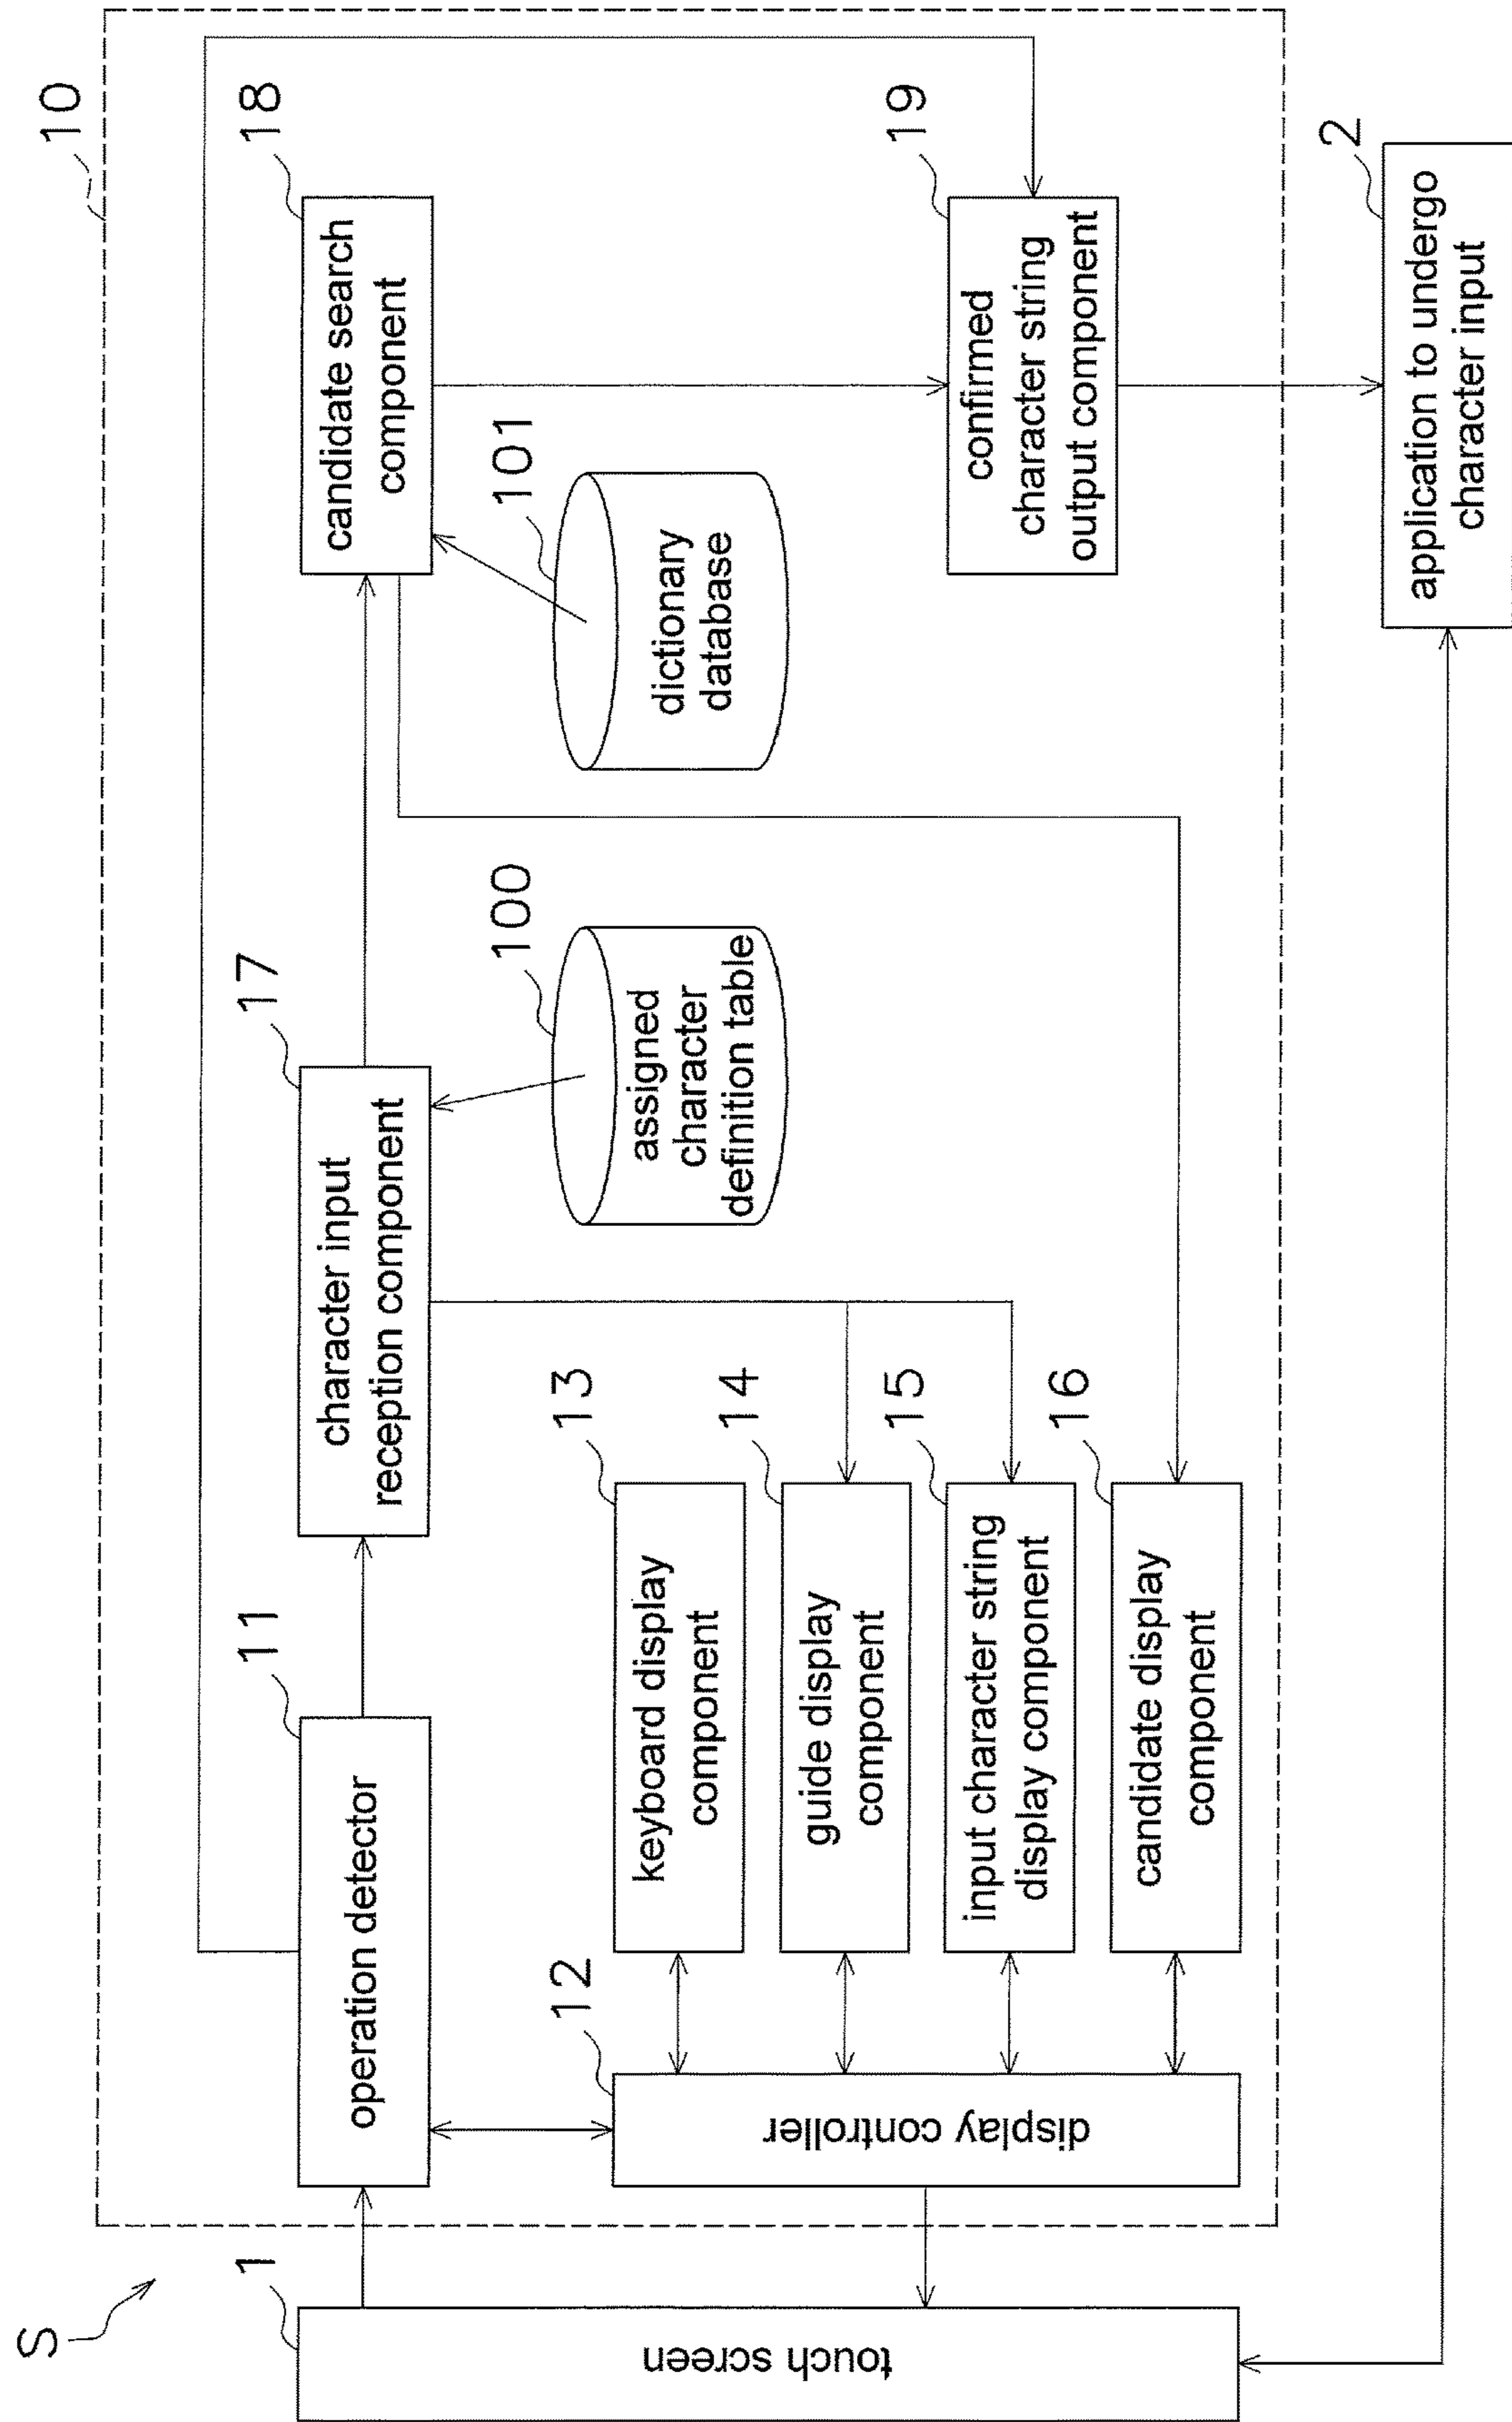 10
S
1
touch screen
11
operation detector
17
character input
reception component
18
candidate search
component
12
display controller
13
keyboard display
component
14
guide display
component
15
input character string
display component
16
candidate display
component
100
assigned
character
definition table
101
dictionary
database
19
confirmed
character string
output component
2
application to undergo
character input